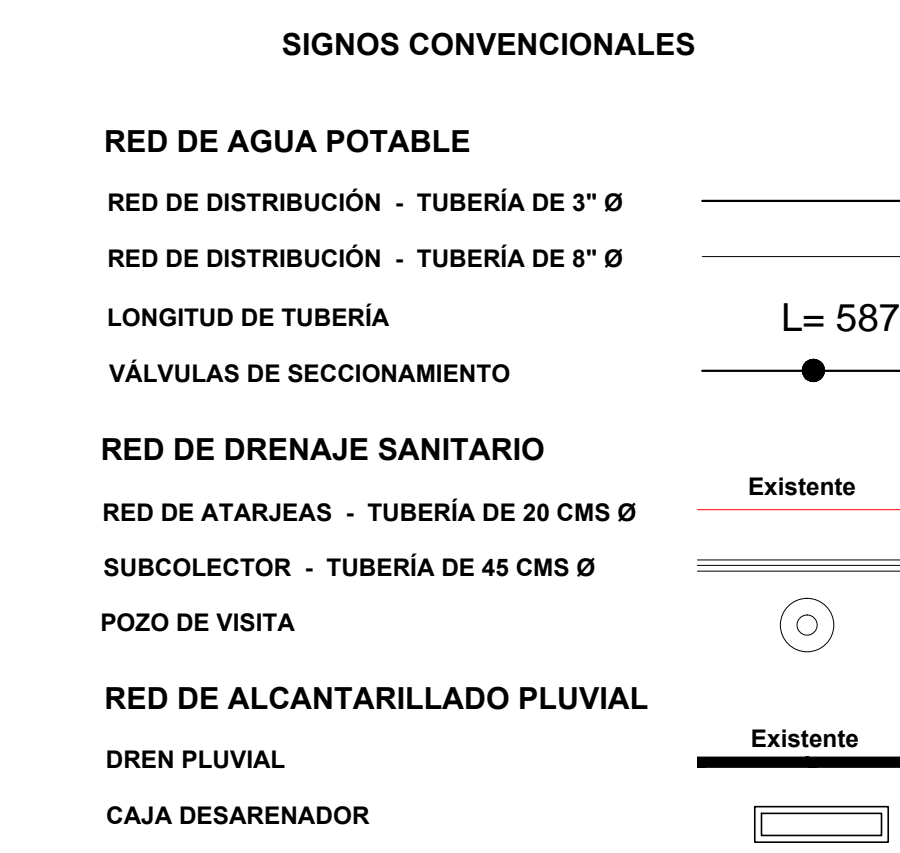 SIGNOS CONVENCIONALES
RED DE AGUA POTABLE
RED DE DISTRIBUCIÓN - TUBERÍA DE 3" Ø
RED DE DISTRIBUCIÓN - TUBERÍA DE 8" Ø
LONGITUD DE TUBERÍA L= 587
VÁLVULAS DE SECCIONAMIENTO
RED DE DRENAJE SANITARIO
Existente
RED DE ATARJEAS - TUBERÍA DE 20 CMS Ø
SUBCOLECTOR - TUBERÍA DE 45 CMS Ø
POZO DE VISITA
RED DE ALCANTARILLADO PLUVIAL
Existente
DREN PLUVIAL
CAJA DESARENADOR